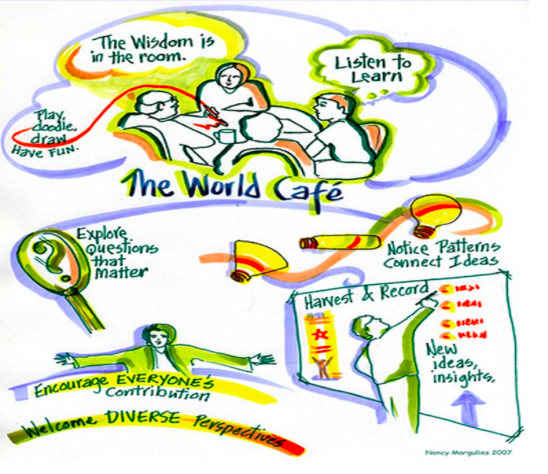 The Wisdom is
in the room.
Listen to
Learn
Play,
doodle,
draw
Have FUN.
The World Café
Explore
Questions
that
Matter
Notice Patterns
Connect Ideas
Harvest & Record
New
ideas,
insights,
Encourage EVERYONE'S
Contribution
Welcome DIVERSE Perspectives
Nancy Margulies 2007